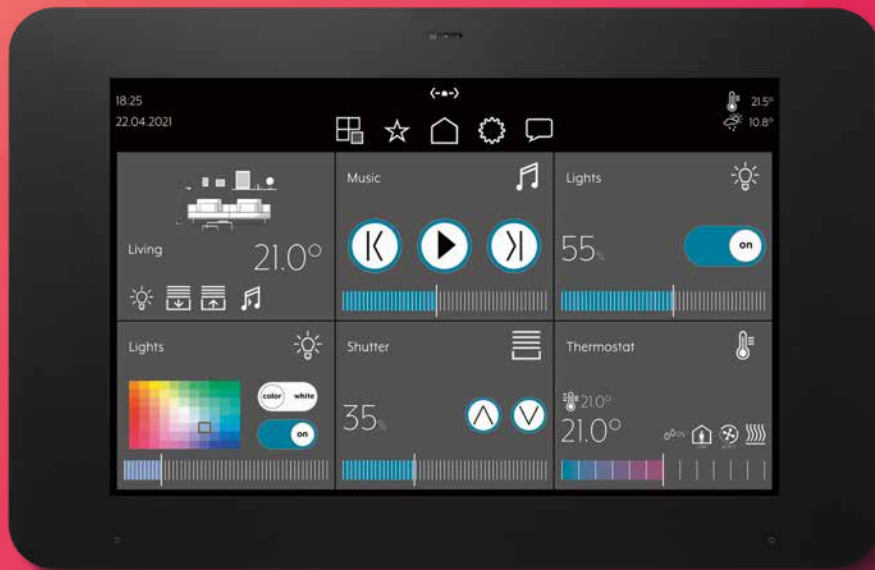 18:25
22.04.2021
21.5°
10.8°
Living
21.0°
Music
Lights
55%
on
Lights
color white
on
Shutter
35%
Thermostat
21.0°
21.0°